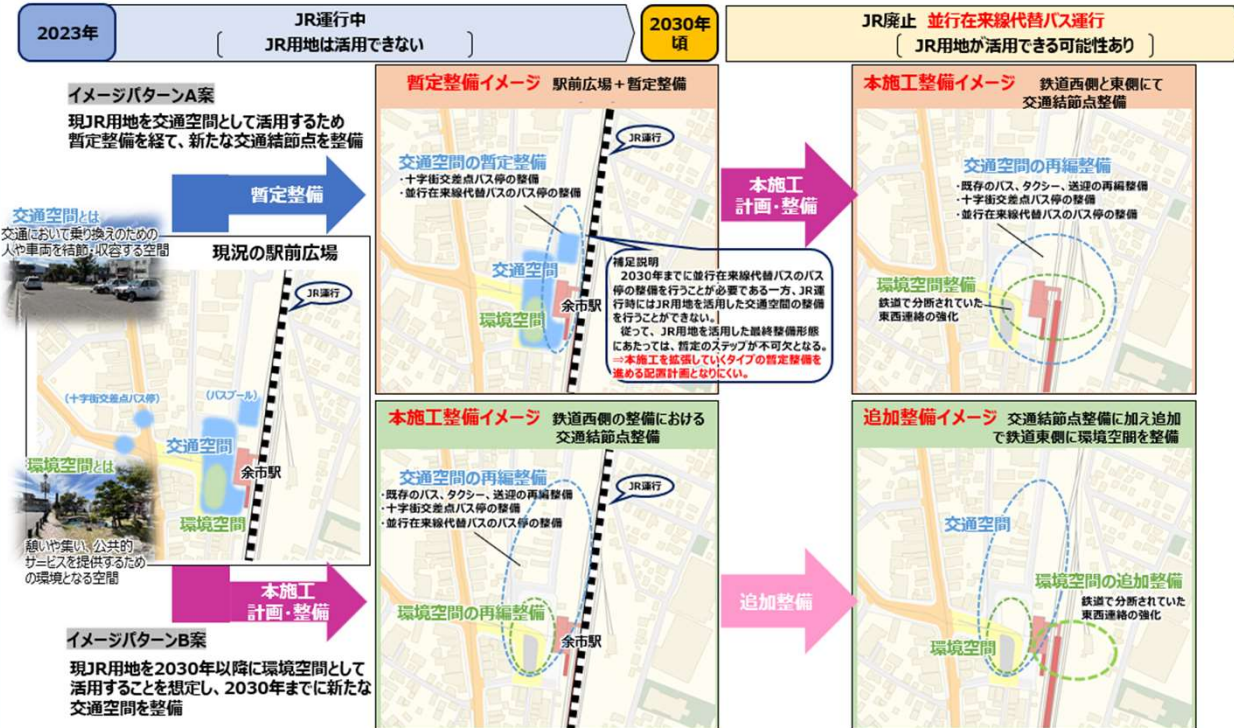 2023年
JR運行中
JR用地は活用できない
2030年
頃
JR廃止 並行在来線代替バス運行
JR用地が活用できる可能性あり
イメージパターンA案
現JR用地を交通空間として活用するため
暫定整備を経て、新たな交通結節点を整備
暫定整備
交通空間とは
交通において乗り換えのための
人や車両を結節・収容する空間
現況の駅前広場
JR運行
(十字街交差点バス停)
(バスプール)
交通空間
余市駅
環境空間
環境空間とは
憩いや集い、公共的
サービスを提供するため
の環境となる空間
本施工
計画・整備
イメージパターンB案
現JR用地を2030年以降に環境空間として
活用することを想定し、2030年までに新たな
交通空間を整備
暫定整備イメージ 駅前広場+暫定整備
JR運行
交通空間の暫定整備
・十字街交差点バス停の整備
・並行在来線代替バスのバス停の整備
交通空間
環境空間
余市駅
補足説明
2030年までに並行在来線代替バスのバス
停の整備を行うことが必要である一方、JR運
行時にはJR用地を活用した交通空間の整備
を行うことができない。
従って、JR用地を活用した最終整備形態
にあたっては、暫定のステップが不可欠となる。
⇒本施工を拡張していくタイプの暫定整備を
進める配置計画となりにくい。
本施工
計画・整備
本施工整備イメージ 鉄道西側と東側にて
交通結節点整備
交通空間の再編整備
・既存のバス、タクシー、送迎の再編整備
・十字街交差点バス停の整備
・並行在来線代替バスのバス停の整備
環境空間整備
鉄道で分断されていた
東西連絡の強化
本施工整備イメージ 鉄道西側の整備における
交通結節点整備
交通空間の再編整備
・既存のバス、タクシー、送迎の再編整備
・十字街交差点バス停の整備
・並行在来線代替バスのバス停の整備
JR運行
環境空間の再編整備
余市駅
追加整備
追加整備イメージ 交通結節点整備に加え追加
で鉄道東側に環境空間を整備
交通空間
環境空間の追加整備
鉄道で分断されていた
東西連絡の強化
環境空間